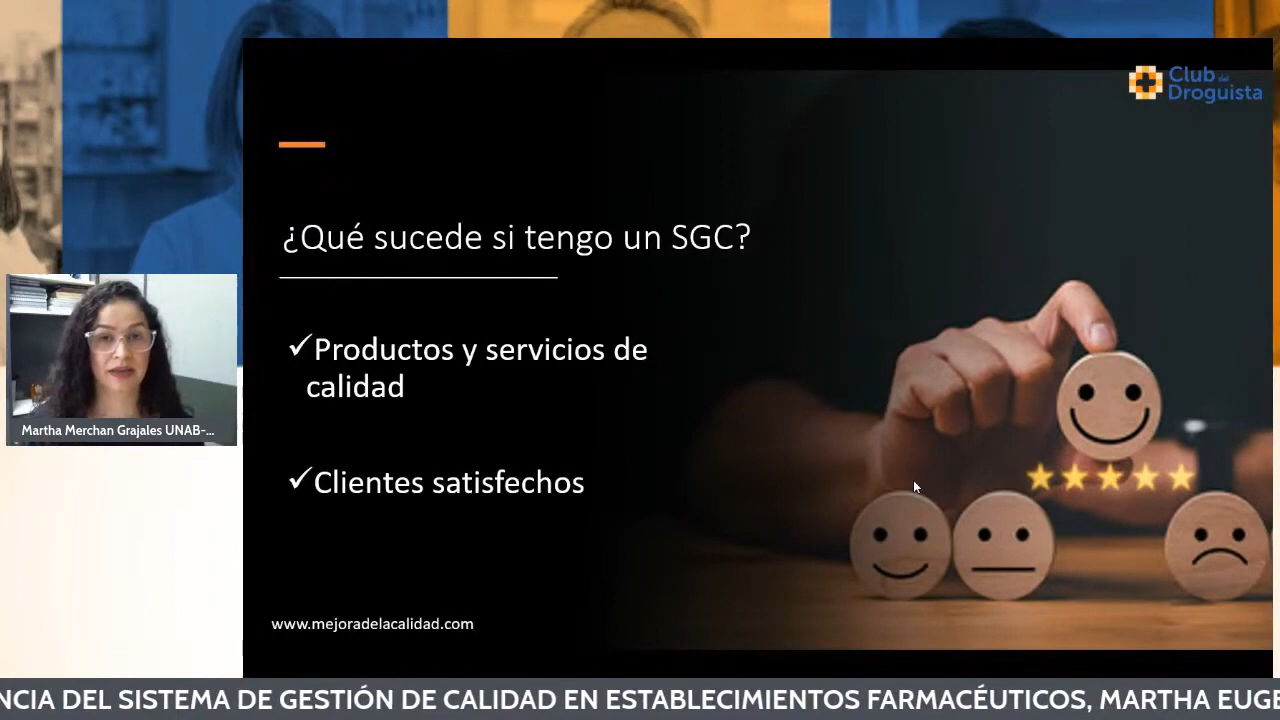 Club del
Droguista
¿Qué sucede si tengo un SGC?
✓Productos y servicios de
calidad
✓Clientes satisfechos
Martha Merchan Grajales UNAB-...
www.mejoradelacalidad.com
NCIA DEL SISTEMA DE GESTIÓN DE CALIDAD EN ESTABLECIMIENTOS FARMACÉUTICOS, MARTHA EUGE